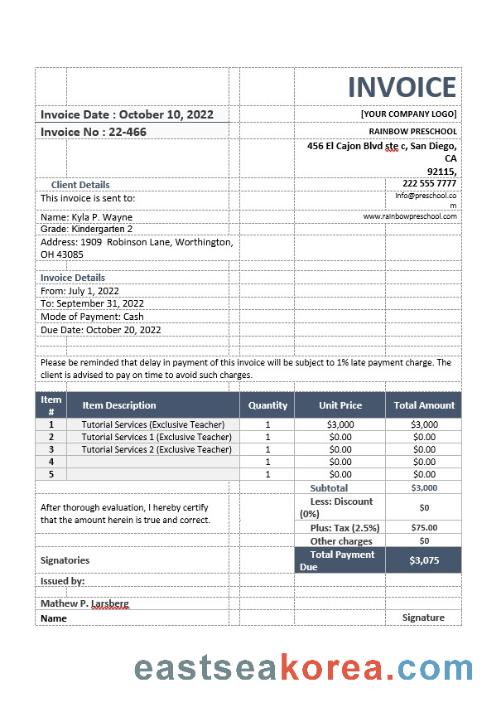 INVOICE
Invoice Date : October 10, 2022
[YOUR COMPANY LOGO]
Invoice No : 22-466
RAINBOW PRESCHOOL
456 El Cajon Blvd ste c, San Diego,
CA
92115,
Client Details
222 555 7777
This invoice is sent to:
Info@preschool.co
m
Name: Kyla P. Wayne
www.rainbowpreschool.com
Grade: Kindergarten 2
Address: 1909 Robinson Lane, Worthington,
OH 43085
Invoice Details
From: July 1, 2022
To: September 31, 2022
Mode of Payment: Cash
Due Date: October 20, 2022
Please be reminded that delay in payment of this invoice will be subject to 1% late payment charge. The
client is advised to pay on time to avoid such charges.
Item # Item Description Quantity Unit Price Total Amount
1 Tutorial Services (Exclusive Teacher) 1 $3,000 $3,000
2 Tutorial Services 1 (Exclusive Teacher) 1 $0.00 $0.00
3 Tutorial Services 2 (Exclusive Teacher) 1 $0.00 $0.00
4 1 $0.00 $0.00
5 1 $0.00 $0.00
Subtotal $3,000
After thorough evaluation, I hereby certify
that the amount herein is true and correct.
Less: Discount
(0%) $0
Plus: Tax (2.5%) $75.00
Other charges $0
Signatories
Total Payment
Due $3,075
Issued by:
Mathew P. Larsberg
Name Signature
eastseakorea.com